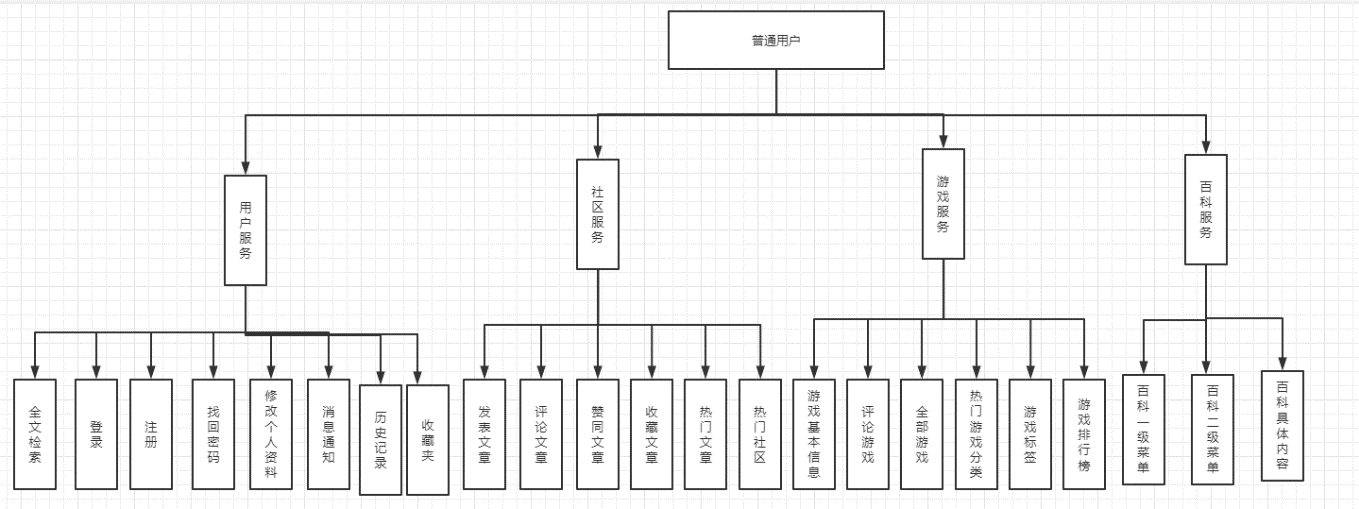 普通用户
用户服务
社区服务
游戏服务
百科服务
全文检索
登录
注册
找回密码
修改个人资料
消息通知
历史记录
收藏夹
发表文章
评论文章
赞同文章
收藏文章
热门文章
热门社区
游戏基本信息
评论游戏
全部游戏
热门游戏分类
游戏标签
游戏排行榜
百科一级菜单
百科二级菜单
百科具体内容